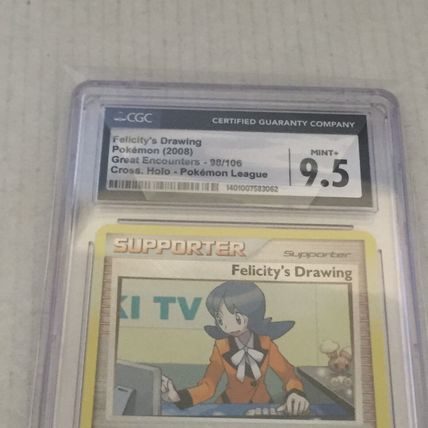 CGC CERTIFIED GUARANTY COMPANY
Felicity's Drawing
Pokémon (2008)
Great Encounters - 98/106
Cross. Holo - Pokémon League
1401007583062
MINT+
9.5
SUPPORTER Supporter
Felicity's Drawing
KI TV